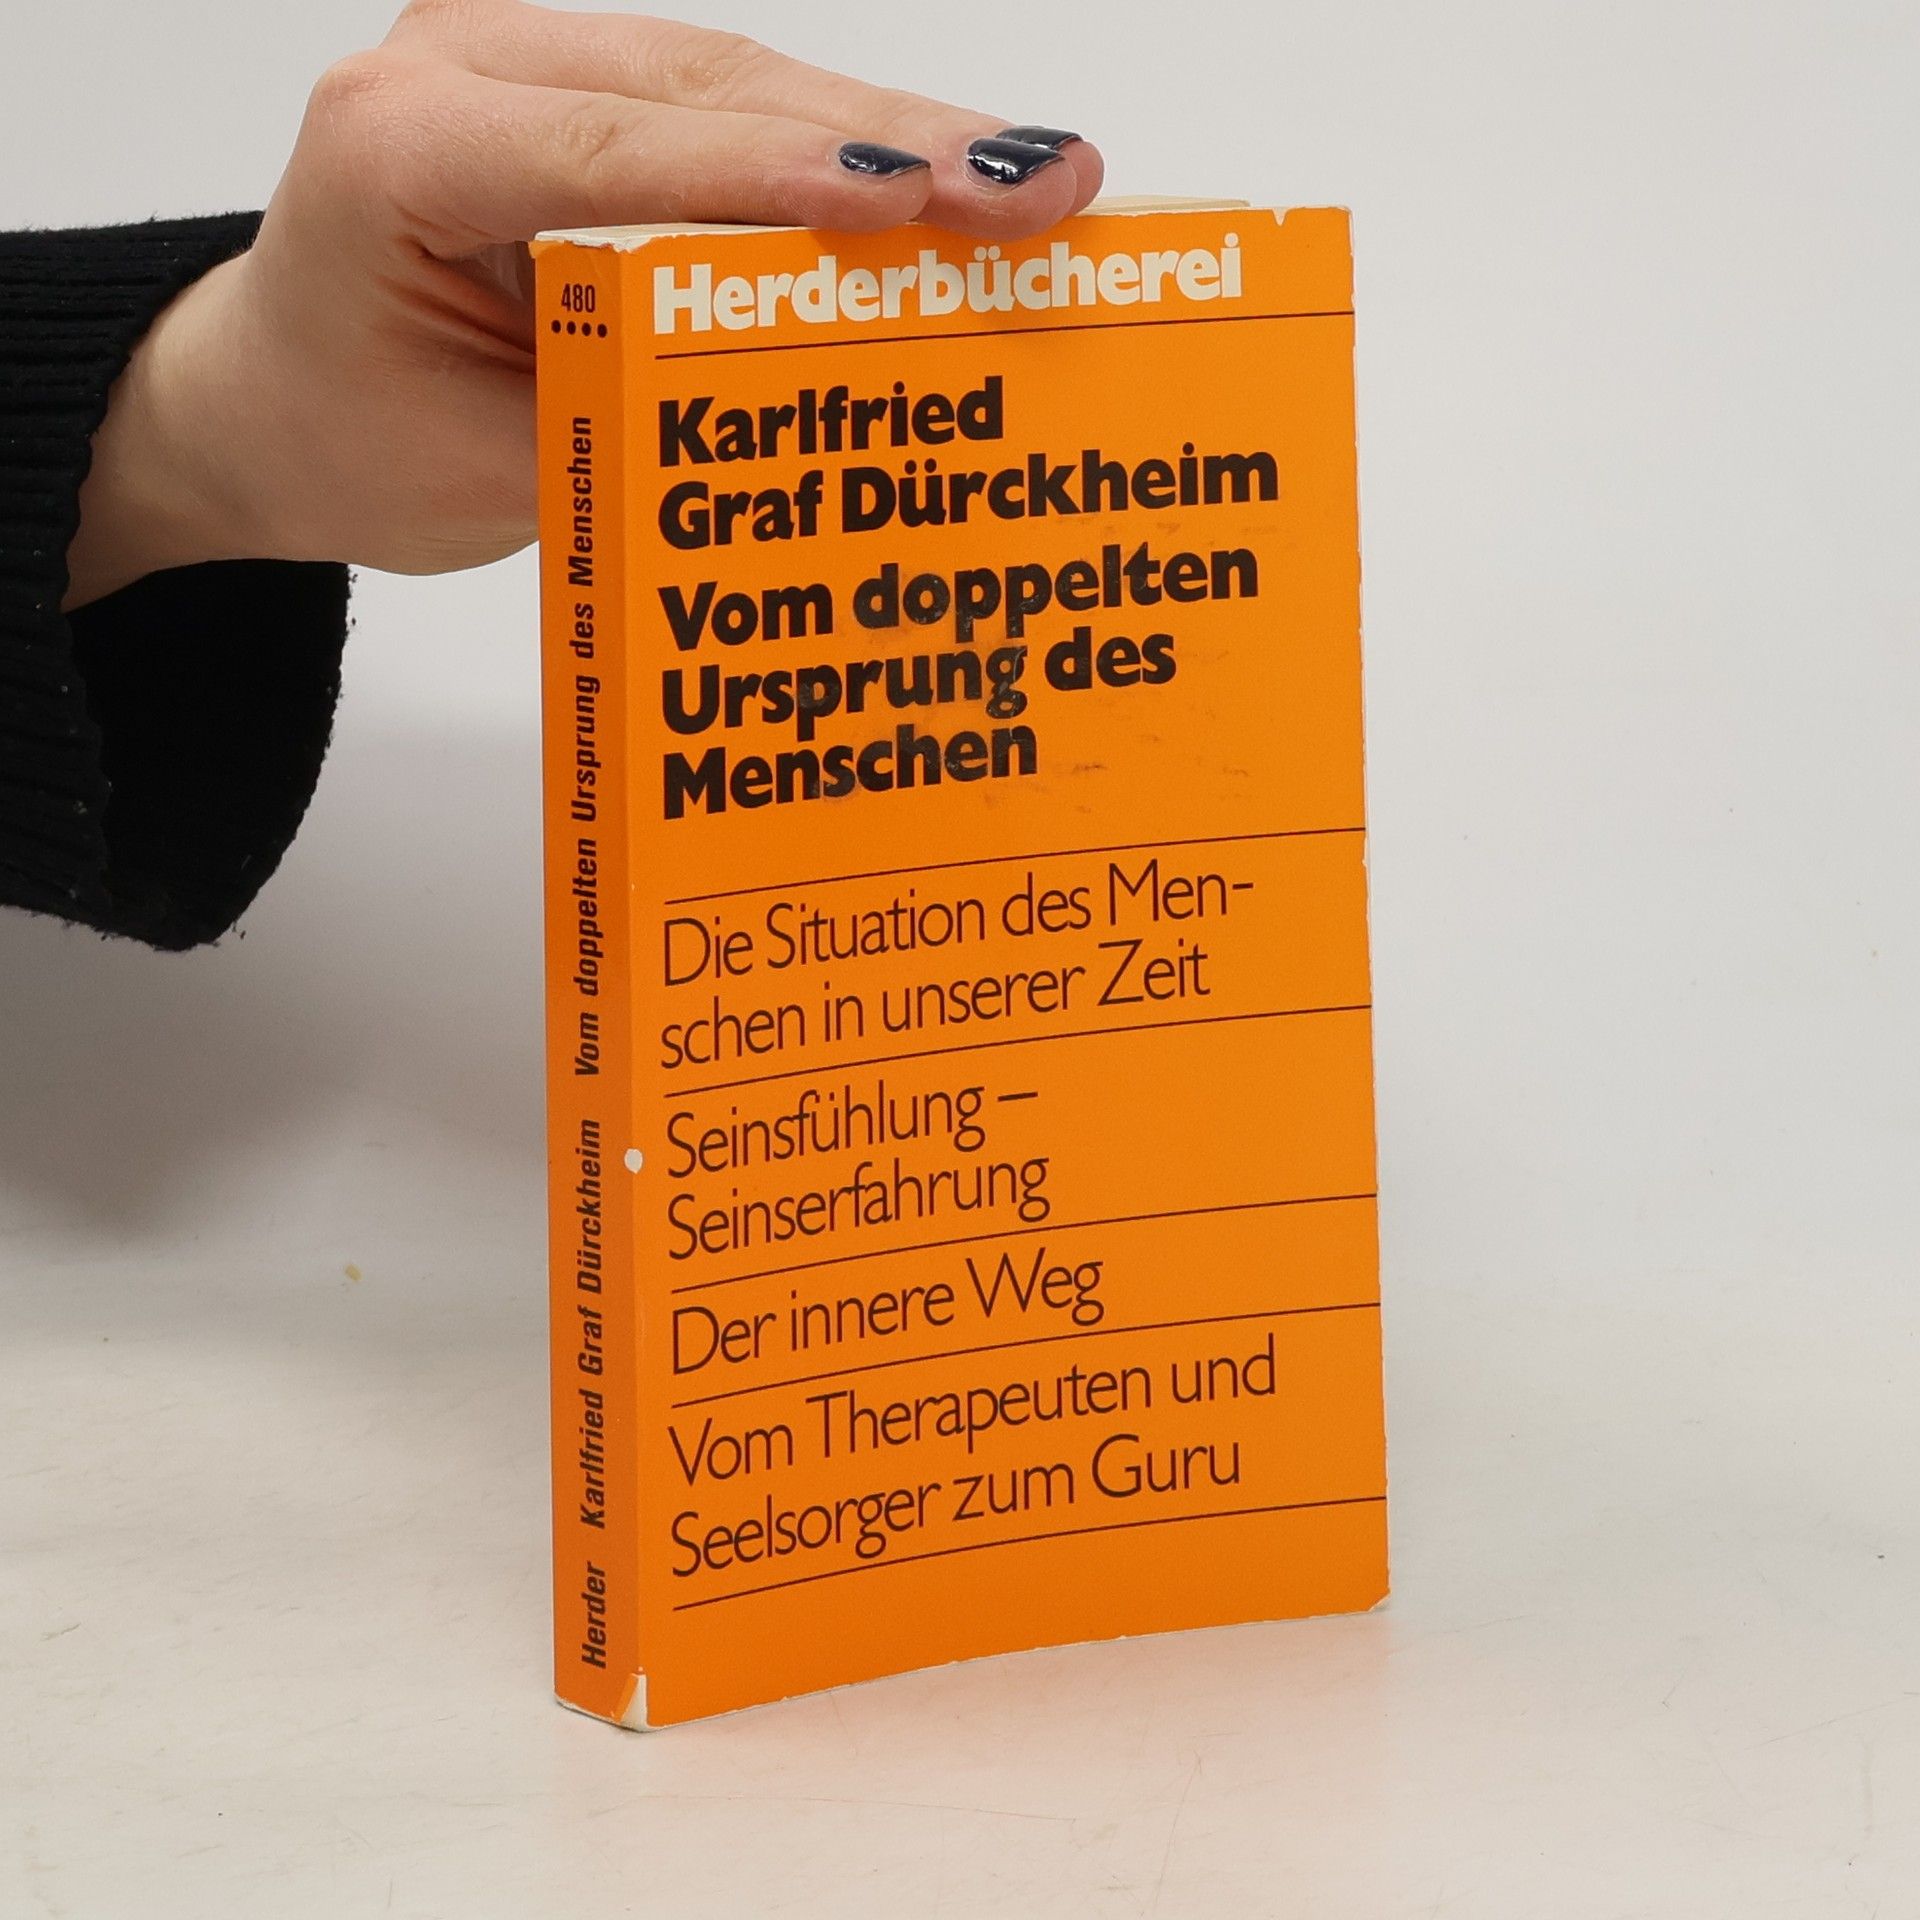 480
Herder Karlfried Graf Dürckheim Vom doppelten Ursprung des Menschen
Herderbücherei
Karlfried
Graf Dürckheim
Vom doppelten
Ursprung des
Menschen
Die Situation des Men-
schen in unserer Zeit
Seinsfühlung –
Seinserfahrung
Der innere Weg
Vom Therapeuten und
Seelsorger zum Guru